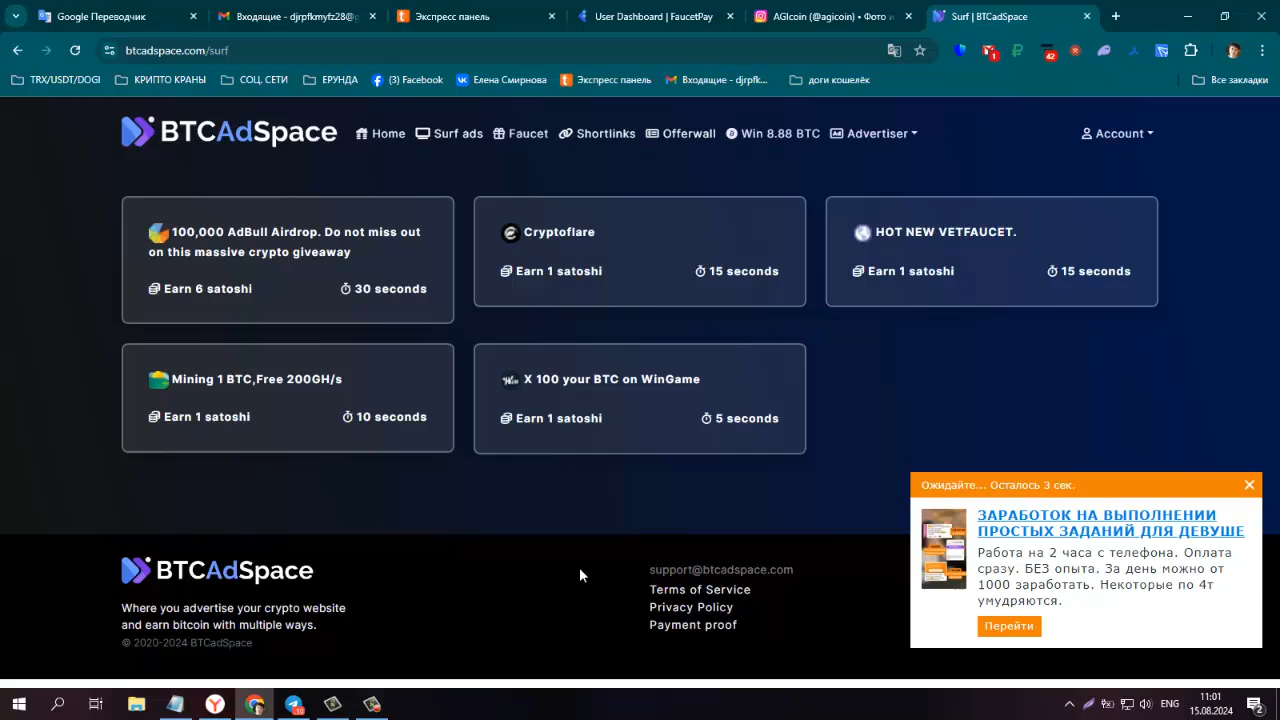 Google Переводчик
Входящие - djrpfkmyfz28@g
Экспресс панель
User Dashboard | FaucetPay
AGIcoin (@agicoin) • Фото и
Surf | BTCAdSpace
btcadspace.com/surf
1
42
TRX/USDT/DOGI
КРИПТО КРАНЫ
СОЦ. СЕТИ
ЕРУНДА
(3) Facebook
Елена Смирнова
Экспресс панель
Входящие - djrpfk...
доги кошелёк
Все закладки
BTCAdSpace
Home
Surf ads
Faucet
Shortlinks
Offerwall
Win 8.88 BTC
Advertiser
Account
100,000 AdBull Airdrop. Do not miss out
on this massive crypto giveaway
Earn 6 satoshi
30 seconds
Cryptoflare
Earn 1 satoshi
15 seconds
HOT NEW VETFAUCET.
Earn 1 satoshi
15 seconds
Mining 1 BTC,Free 200GH/s
Earn 1 satoshi
10 seconds
X 100 your BTC on WinGame
Earn 1 satoshi
5 seconds
Ожидайте... Осталось 3 сек.
ЗАРАБОТОК НА ВЫПОЛНЕНИИ
ПРОСТЫХ ЗАДАНИЙ ДЛЯ ДЕВУШЕ
Работа на 2 часа с телефона. Оплата
сразу. БЕЗ опыта. За день можно от
1000 заработать. Некоторые по 4т
умудряются.
Перейти
BTCAdSpace
Where you advertise your crypto website
and earn bitcoin with multiple ways.
© 2020-2024 BTCadSpace
support@btcadspace.com
Terms of Service
Privacy Policy
Payment proof
ENG
11:01
15.08.2024
2